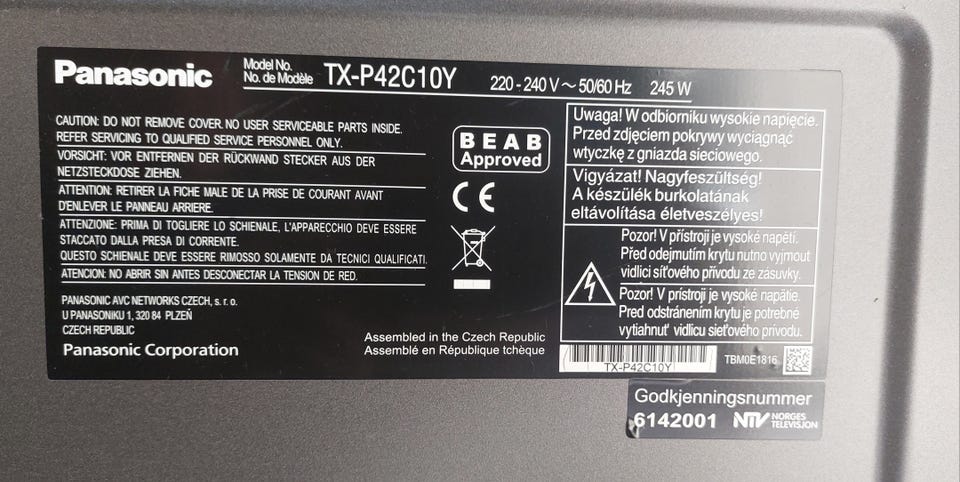 Panasonic
Model No.
No. de Modèle
TX-P42C10Y
220 - 240 V ~ 50/60 Hz 245 W
CAUTION: DO NOT REMOVE COVER. NO USER SERVICEABLE PARTS INSIDE.
REFER SERVICING TO QUALIFIED SERVICE PERSONNEL ONLY.
VORSICHT: VOR ENTFERNEN DER RÜCKWAND STECKER AUS DER
NETZSTECKDOSE ZIEHEN.
ATTENTION: RETIRER LA FICHE MALE DE LA PRISE DE COURANT AVANT
D'ENLEVER LE PANNEAU ARRIERE.
ATTENZIONE: PRIMA DI TOGLIERE LO SCHIENALE, L'APPARECCHIO DEVE ESSERE
STACCATO DALLA PRESA DI CORRENTE.
QUESTO SCHIENALE DEVE ESSERE RIMOSSO SOLAMENTE DA TECNICI QUALIFICATI.
ATENCION: NO ABRIR SIN ANTES DESCONECTAR LA TENSION DE RED.
PANASONIC AVC NETWORKS CZECH, s. r. o.
U PANASONIKU 1, 320 84 PLZEŇ
CZECH REPUBLIC
Panasonic Corporation
BEAB
Approved
CE
Assembled in the Czech Republic
Assemblé en République tchèque
Uwaga! W odbiorniku wysokie napięcie.
Przed zdjęciem pokrywy wyciągnąć
wtyczkę z gniazda sieciowego.
Vigyázat! Nagyfeszültség!
A készülék burkolatának
eltávolítása életveszélyes!
Pozor! V přístroji je vysoké napětí.
Před odejmutím krytu nutno vyjmout
vidlici síťového přívodu ze zásuvky.
Pozor! V prístroji je vysoké napätie.
Pred odstránením krytu je potrebné
vytiahnuť vidlicu sieťového prívodu.
TX-P42C10Y
TBM0E1816
Godkjenningsnummer
6142001 NTV NORGES
TELEVISJON